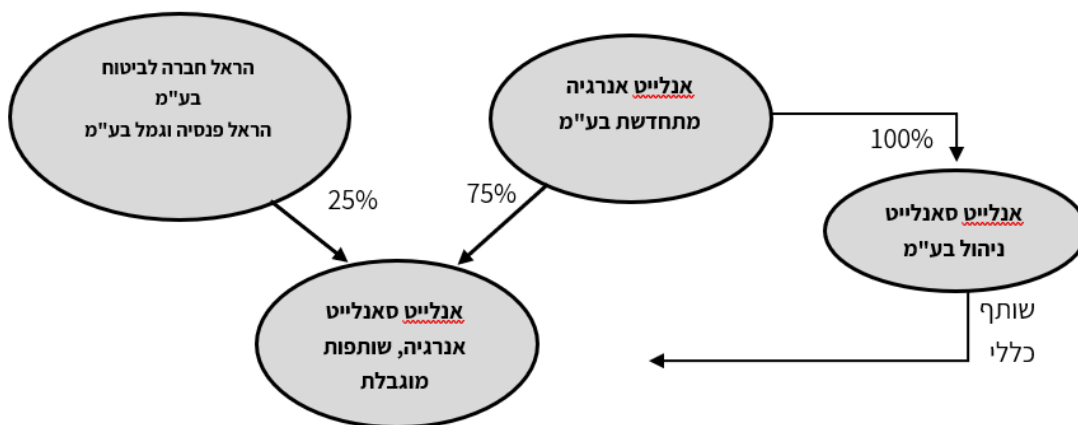 הראל חברה לביטוח
בע"מ
הראל פנסיה וגמל בע"מ
אנלייט אנרגיה
מתחדשת בע"מ
100%
אנלייט סאנלייט
ניהול בע"מ
25%
75%
אנלייט סאנלייט
אנרגיה, שותפות
מוגבלת
שותף
כללי